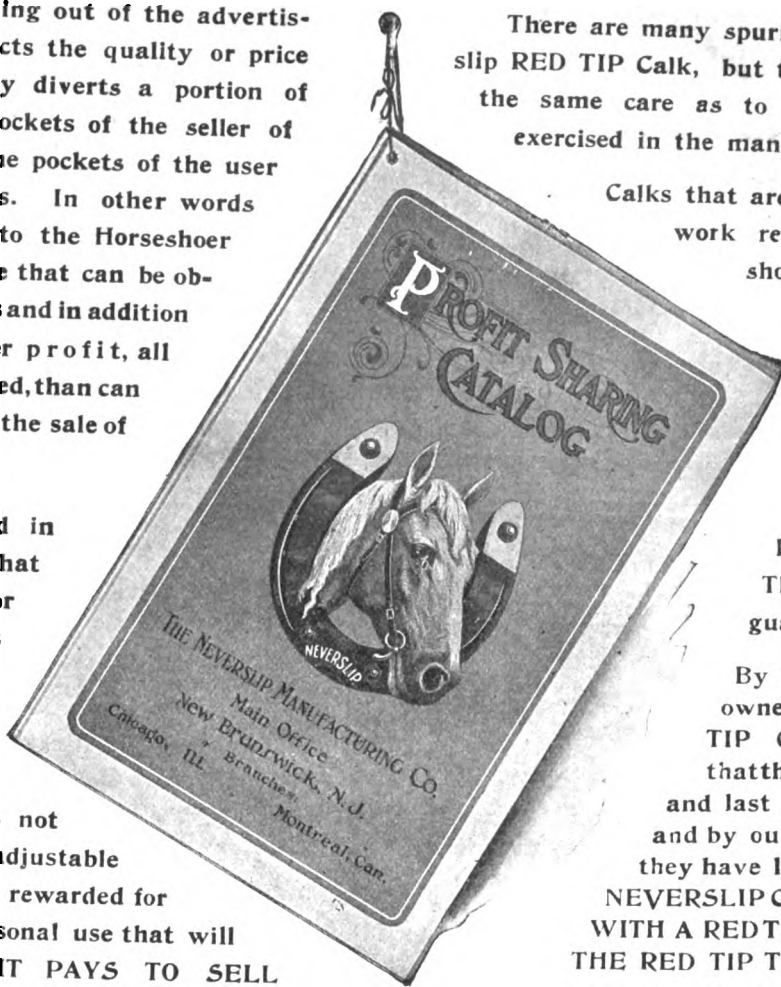 ing out of the advertis-
cts the quality or price
y diverts a portion of
ockets of the seller of
e pockets of the user
s. In other words
to the Horseshoer
e that can be ob-
s and in addition
r profit, all
ed, than can
the sale of
d in
hat
or
s
not
adjustable
rewarded for
sonal use that will
IT PAYS TO SELL
PROFIT SHARING
CATALOG
NEVERSLIP
THE NEVERSLIP MANUFACTURING CO.
Main Office
New Brunswick, N.J.
Branches,
Chicago, Ill.
Montreal, Can.
There are many spuri
slip RED TIP Calk, but t
the same care as to
exercised in the man
Calks that are
work re
sho
Th
gua
By
owne
TIP C
thatth
and last
and by ou
they have l
NEVERSLIP C
WITH A RED T
THE RED TIP T